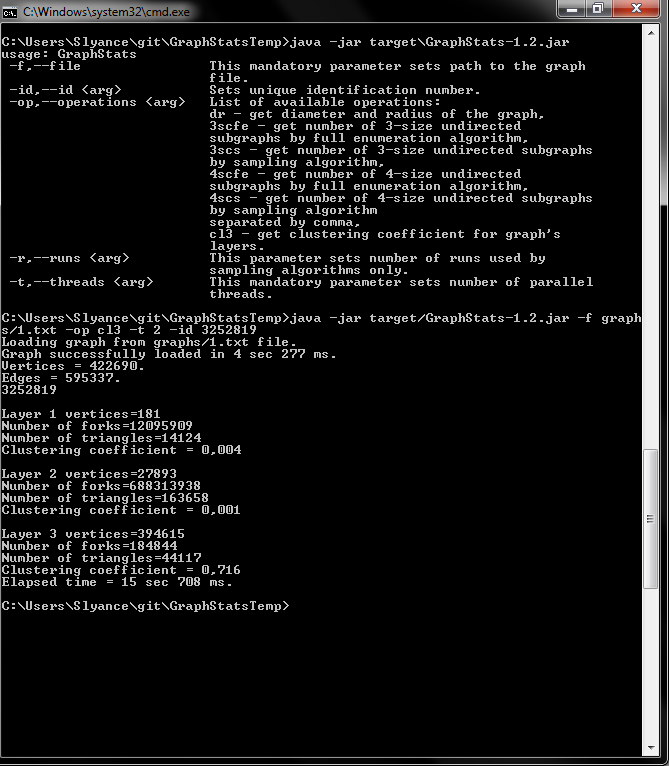 C:\Windows\system32\cmd.exe
C:\Users\Slyance\git\GraphStatsTemp>java -jar target\GraphStats-1.2.jar
usage: GraphStats
-f,--file This mandatory parameter sets path to the graph
file.
-id,--id <arg> Sets unique identification number.
-op,--operations <arg> List of available operations:
dr - get diameter and radius of the graph,
3scfe - get number of 3-size undirected
subgraphs by full enumeration algorithm,
3scs - get number of 3-size undirected subgraphs
by sampling algorithm,
4scfe - get number of 4-size undirected
subgraphs by full enumeration algorithm,
4scs - get number of 4-size undirected subgraphs
by sampling algorithm
separated by comma,
cl3 - get clustering coefficient for graph's
layers.
-r,--runs <arg> This parameter sets number of runs used by
sampling algorithms only.
-t,--threads <arg> This mandatory parameter sets number of parallel
threads.
C:\Users\Slyance\git\GraphStatsTemp>java -jar target/GraphStats-1.2.jar -f graph
s/1.txt -op cl3 -t 2 -id 3252819
Loading graph from graphs/1.txt file.
Graph successfully loaded in 4 sec 277 ms.
Vertices = 422690.
Edges = 595337.
3252819
Layer 1 vertices=181
Number of forks=12095909
Number of triangles=14124
Clustering coefficient = 0,004
Layer 2 vertices=27893
Number of forks=688313938
Number of triangles=163658
Clustering coefficient = 0,001
Layer 3 vertices=394615
Number of forks=184844
Number of triangles=44117
Clustering coefficient = 0,716
Elapsed time = 15 sec 708 ms.
C:\Users\Slyance\git\GraphStatsTemp>